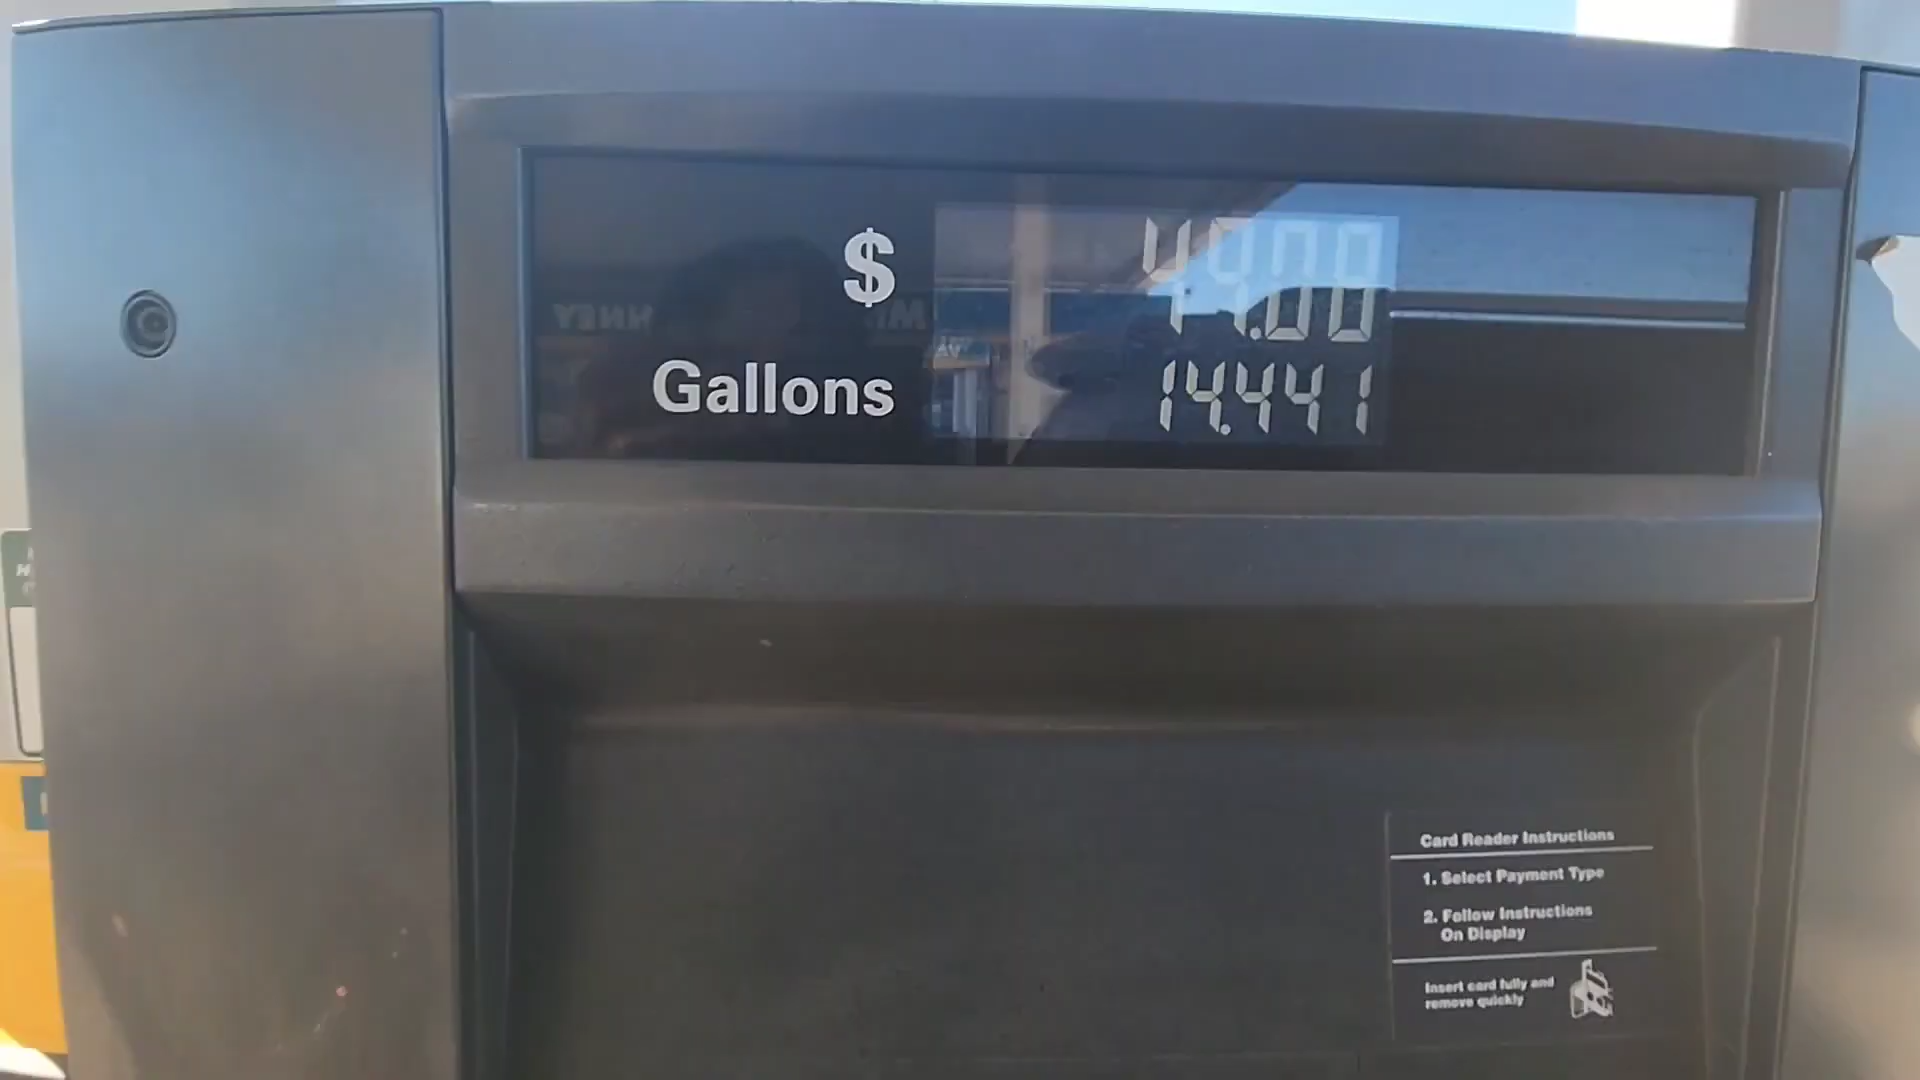 $ 49.00
Gallons 14.441
Card Reader Instructions
1. Select Payment Type
2. Follow Instructions
On Display
Insert card fully and
remove quickly